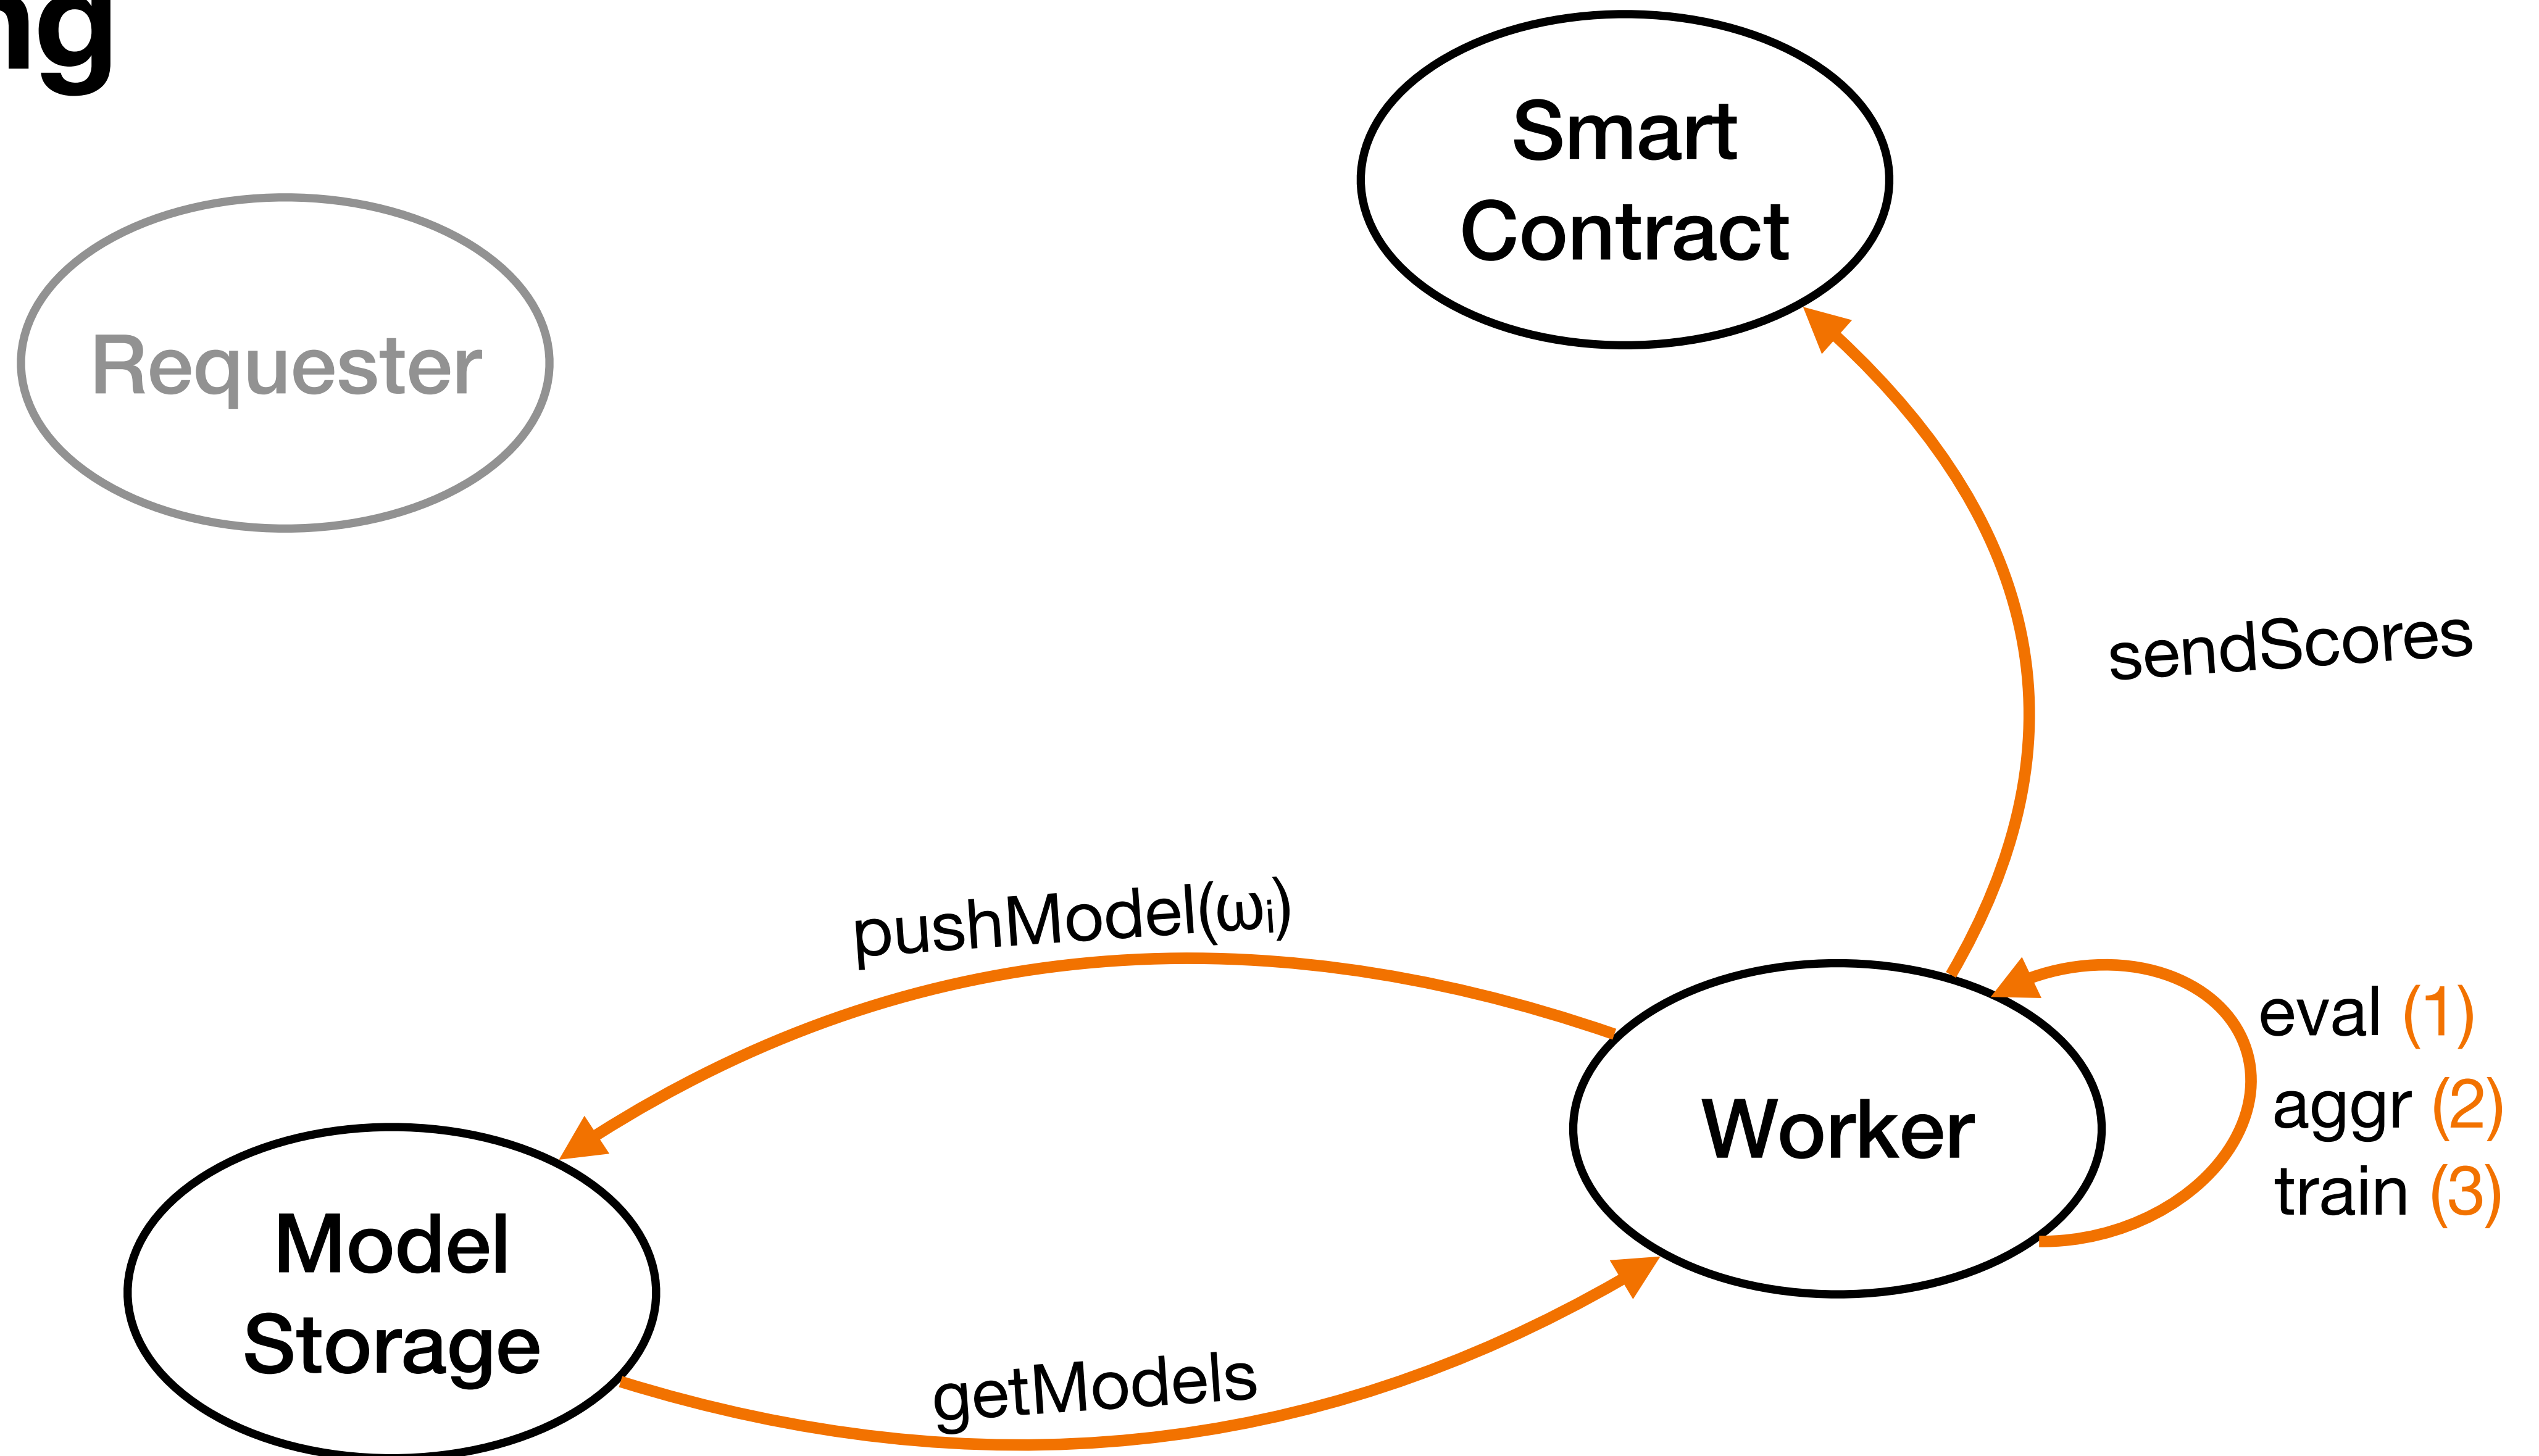 ng
Smart
Contract
Requester
sendScores
pushModel(ωi)
eval (1)
aggr (2)
train (3)
Worker
Model
Storage
getModels